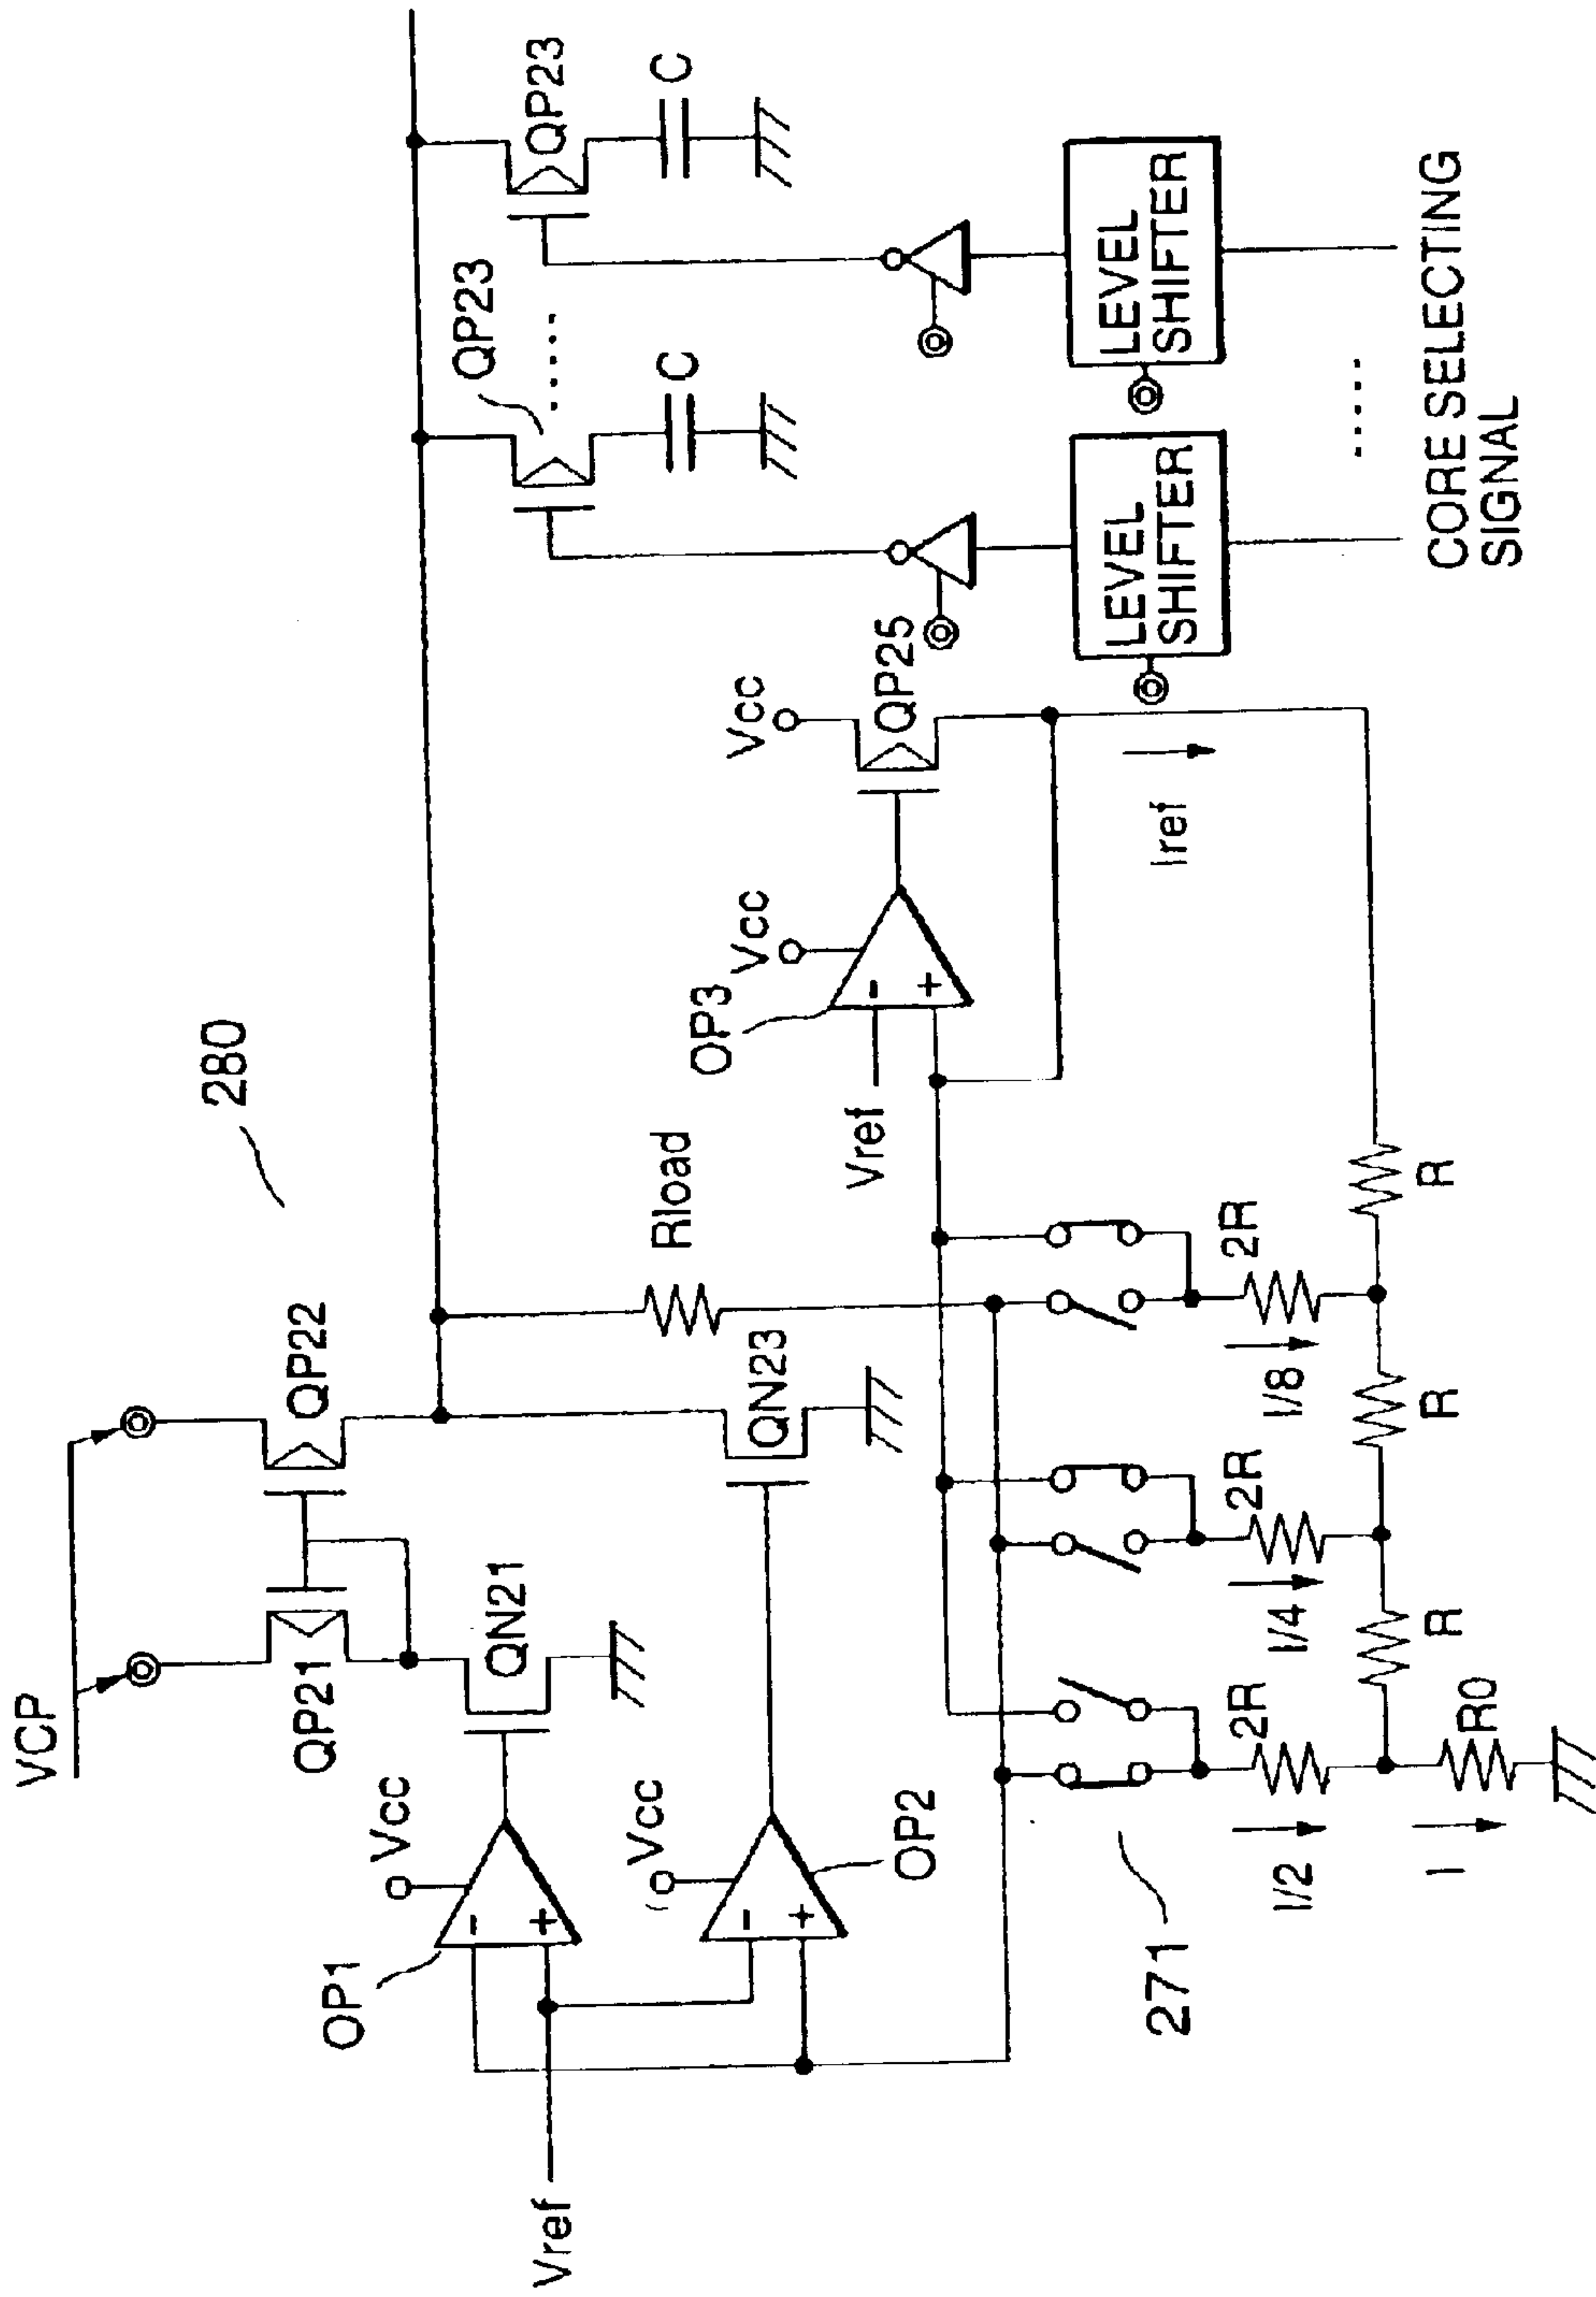 280
VCP
QP21
QP22
QP23
QP23
C
C
Vcc
OP1
QN21
Rload
Vcc
Vref
Vcc
OP2
QN23
OP3
Vcc
QP25
Vref
-
+
-
+
-
+
LEVEL
SHIFTER
LEVEL
SHIFTER
Iref
271
I/2
2R
I/4
2R
I/8
2R
I
R0
R
R
R
CORE SELECTING
SIGNAL